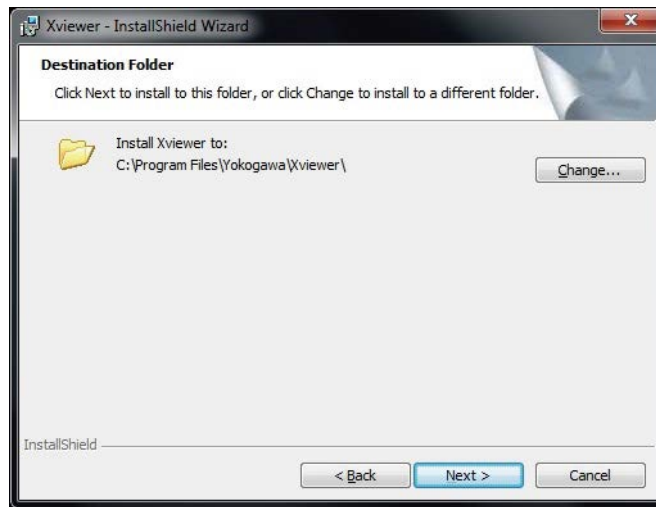 Xviewer - InstallShield Wizard
Destination Folder
Click Next to install to this folder, or click Change to install to a different folder.
Install Xviewer to:
C:\Program Files\Yokogawa\Xviewer\
Change...
InstallShield
< Back
Next >
Cancel